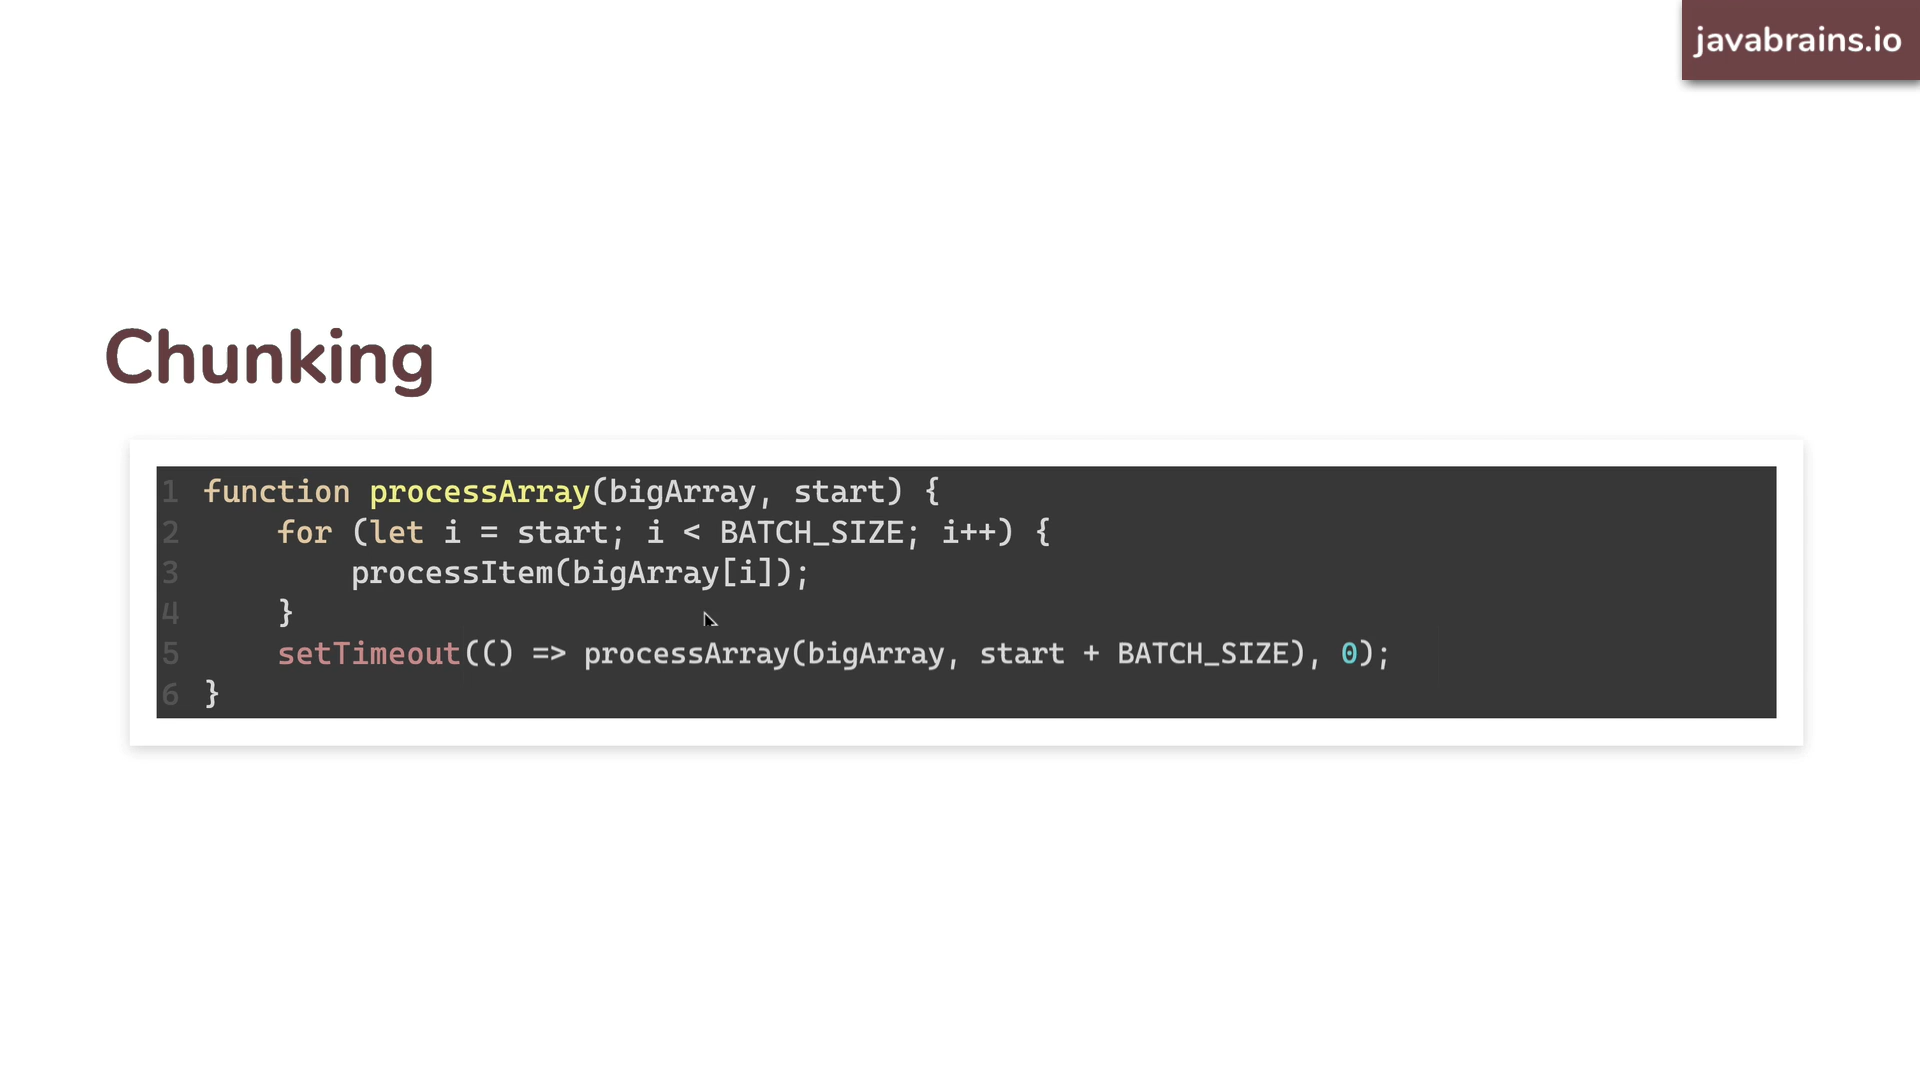 javabrains.io
Chunking
1 function processArray(bigArray, start) {
2     for (let i = start; i < BATCH_SIZE; i++) {
3         processItem(bigArray[i]);
4     }
5     setTimeout(() => processArray(bigArray, start + BATCH_SIZE), 0);
6 }